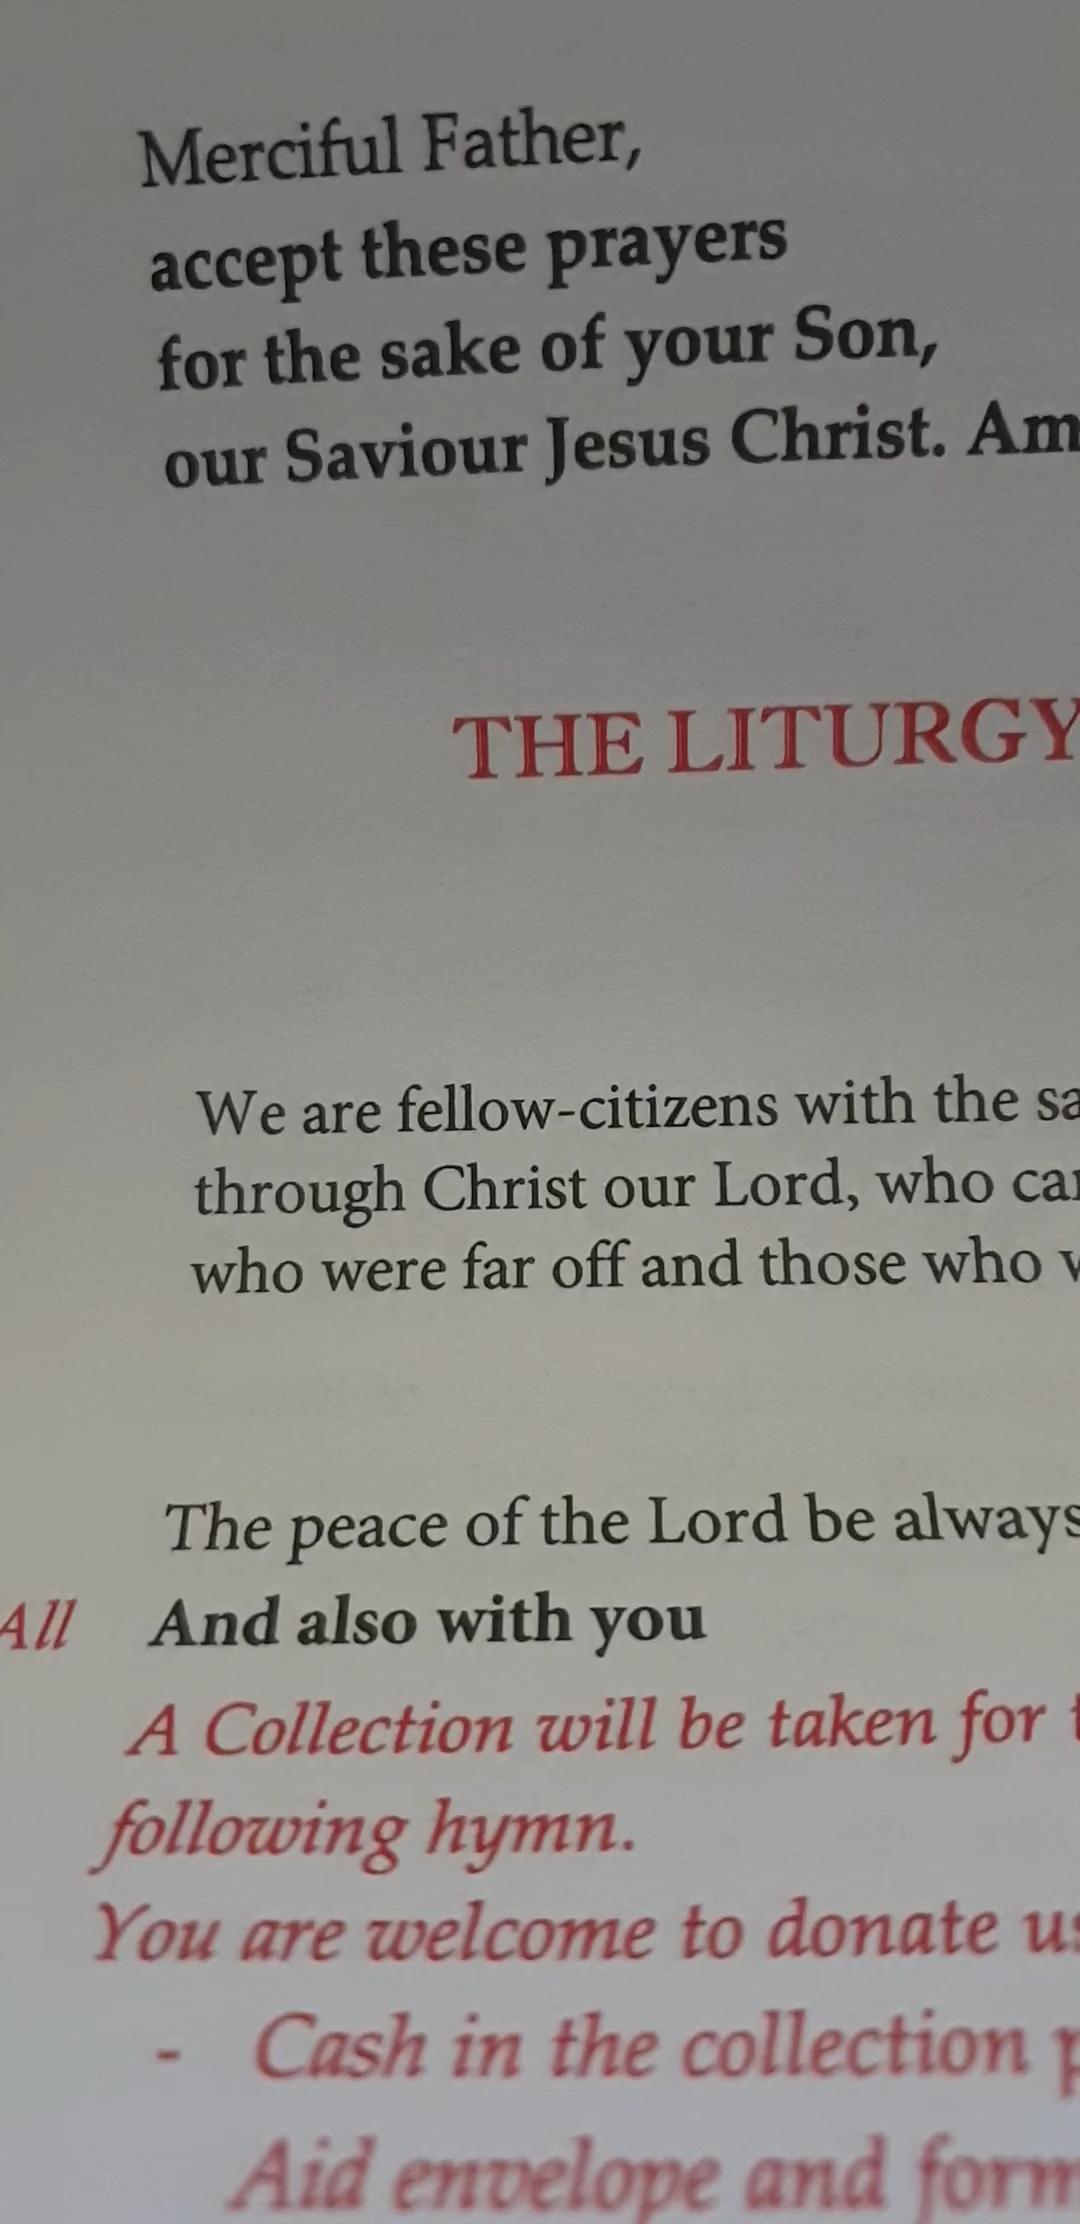 Merciful Father,
accept these prayers
for the sake of your Son,
our Saviour Jesus Christ. Am
THE LITURGY
We are fellow-citizens with the sa
through Christ our Lord, who
who were far off and those who
The peace of the Lord be always
All And also with you
A Collection will be taken for
following hymn.
You are welcome to donate us
- Cash in the collection
Aid envelope and form